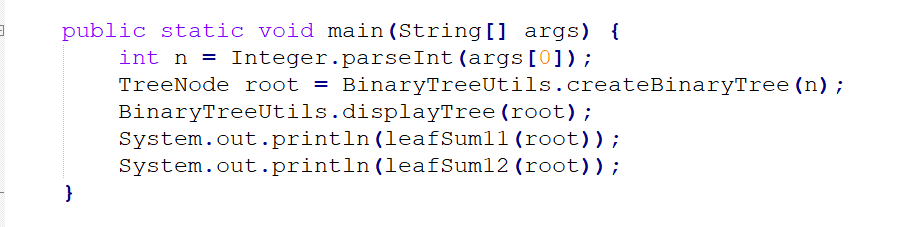 public static void main(String[] args) {
int n = Integer.parseInt(args[0]);
TreeNode root = BinaryTreeUtils.createBinaryTree(n);
BinaryTreeUtils.displayTree(root);
System.out.println(leafSum11(root));
System.out.println(leafSum12(root));
}